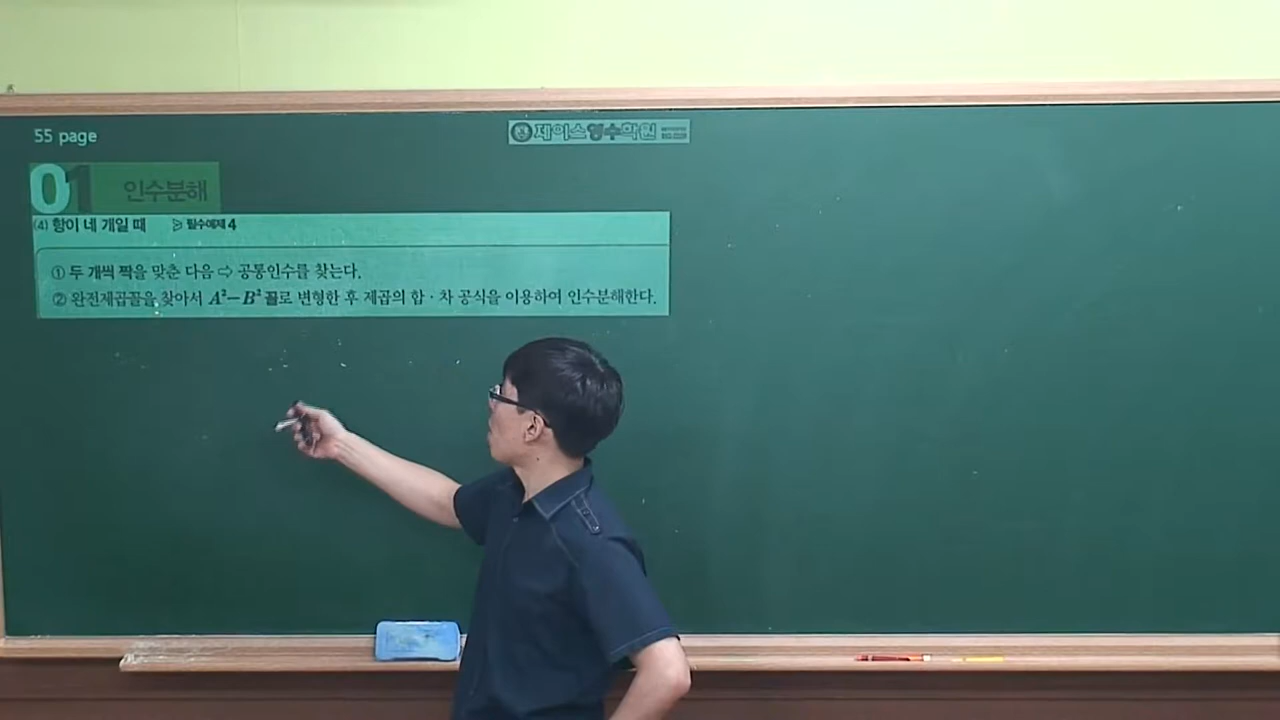 55 page
제이스영수학원
01 인수분해
(4) 항이 네 개일 때 필수예제 4
① 두 개씩 짝을 맞춘 다음 ⇨ 공통인수를 찾는다.
② 완전제곱꼴을 찾아서 A²-B² 꼴로 변형한 후 제곱의 합·차 공식을 이용하여 인수분해한다.